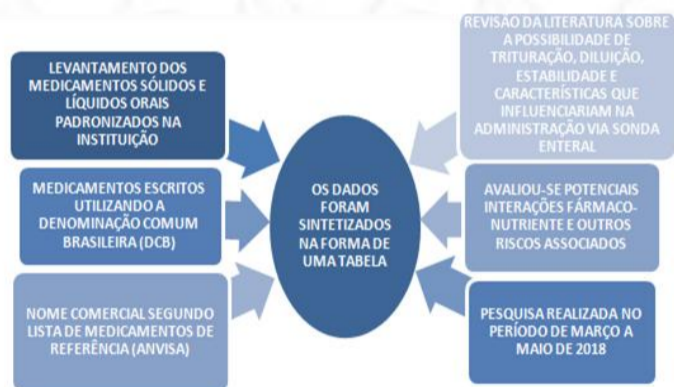 LEVANTAMENTO DOS
MEDICAMENTOS SÓLIDOS E
LÍQUIDOS ORAIS
PADRONIZADOS NA
INSTITUIÇÃO
MEDICAMENTOS ESCRITOS
UTILIZANDO A
DENOMINAÇÃO COMUM
BRASILEIRA (DCB)
NOME COMERCIAL SEGUNDO
LISTA DE MEDICAMENTOS DE
REFERÊNCIA (ANVISA)
OS DADOS
FORAM
SINTETIZADOS
NA FORMA DE
UMA TABELA
REVISÃO DA LITERATURA SOBRE
A POSSIBILIDADE DE
TRITURAÇÃO, DILUIÇÃO,
ESTABILIDADE E
CARACTERÍSTICAS QUE
INFLUENCIARIAM NA
ADMINISTRAÇÃO VIA SONDA
ENTERAL
AVALIOU-SE POTENCIAIS
INTERAÇÕES FÁRMACO-
NUTRIENTE E OUTROS
RISCOS ASSOCIADOS
PESQUISA REALIZADA NO
PERÍODO DE MARÇO A
MAIO DE 2018